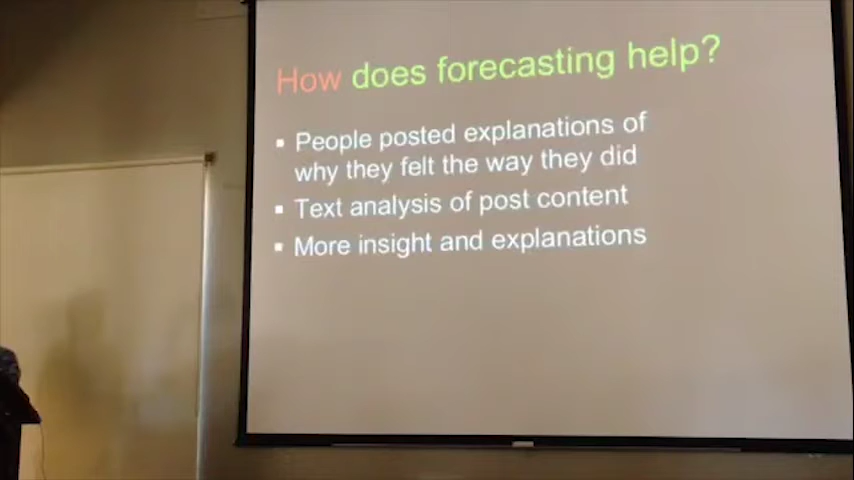 How does forecasting help?
▪ People posted explanations of
why they felt the way they did
▪ Text analysis of post content
▪ More insight and explanations